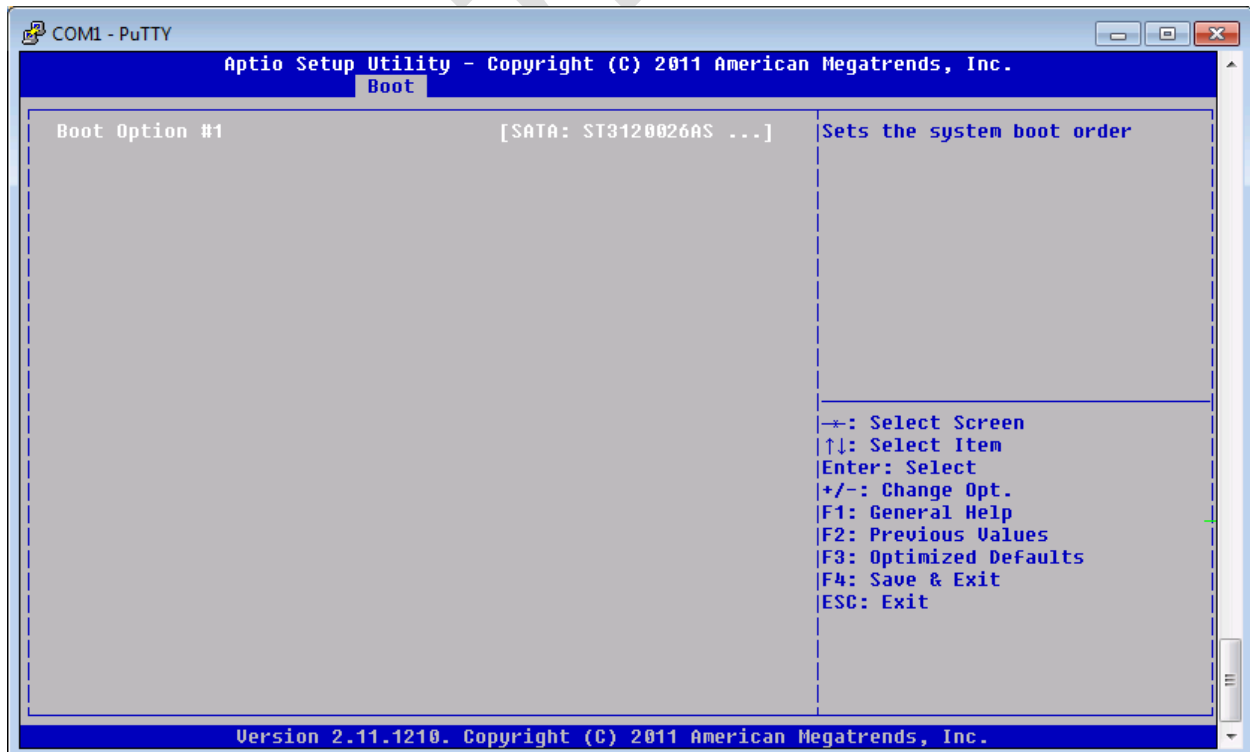 COM1 - PuTTY
Aptio Setup Utility - Copyright (C) 2011 American Megatrends, Inc.
Boot
Boot Option #1 [SATA: ST3120026AS ...]
Sets the system boot order
→←: Select Screen
↑↓: Select Item
Enter: Select
+/-: Change Opt.
F1: General Help
F2: Previous Values
F3: Optimized Defaults
F4: Save & Exit
ESC: Exit
Version 2.11.1210. Copyright (C) 2011 American Megatrends, Inc.